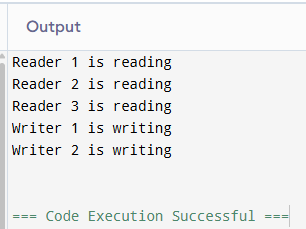 Output
Reader 1 is reading
Reader 2 is reading
Reader 3 is reading
Writer 1 is writing
Writer 2 is writing
=== Code Execution Successful ===